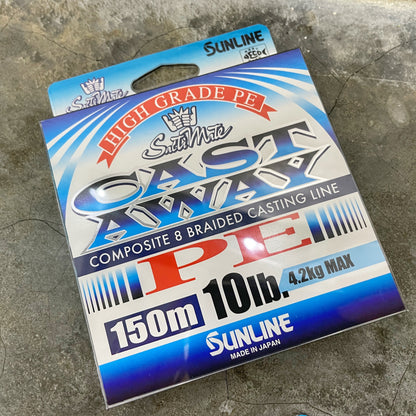 SUNLINE
HIGH GRADE PE
SaltiMate
CAST
AWAY
COMPOSITE 8 BRAIDED CASTING LINE
PE
150m 10lb. 4.2kg MAX
SUNLINE
MADE IN JAPAN